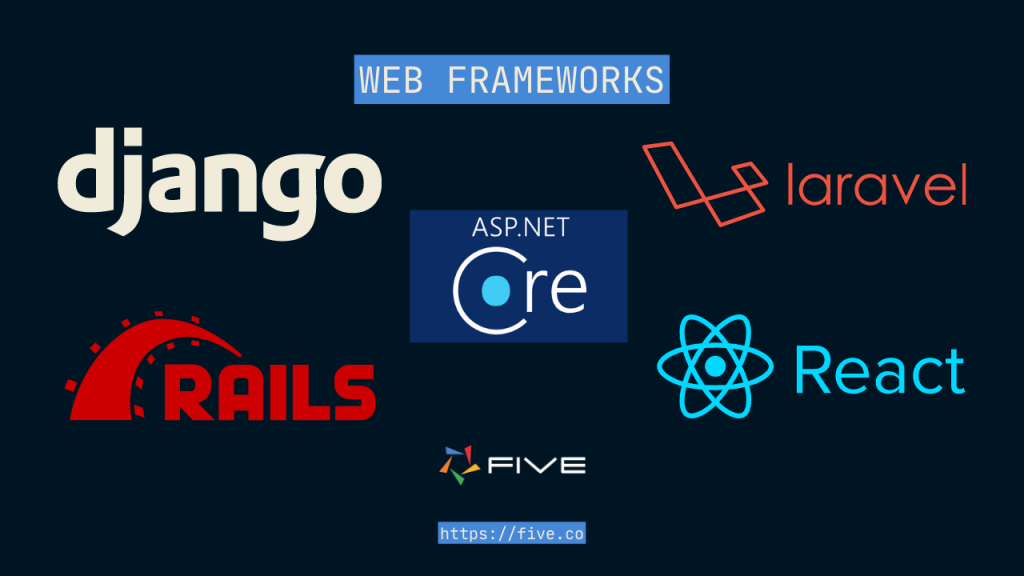 WEB FRAMEWORKS
django
laravel
ASP.NET
Core
RAILS
React
FIVE
https://five.co